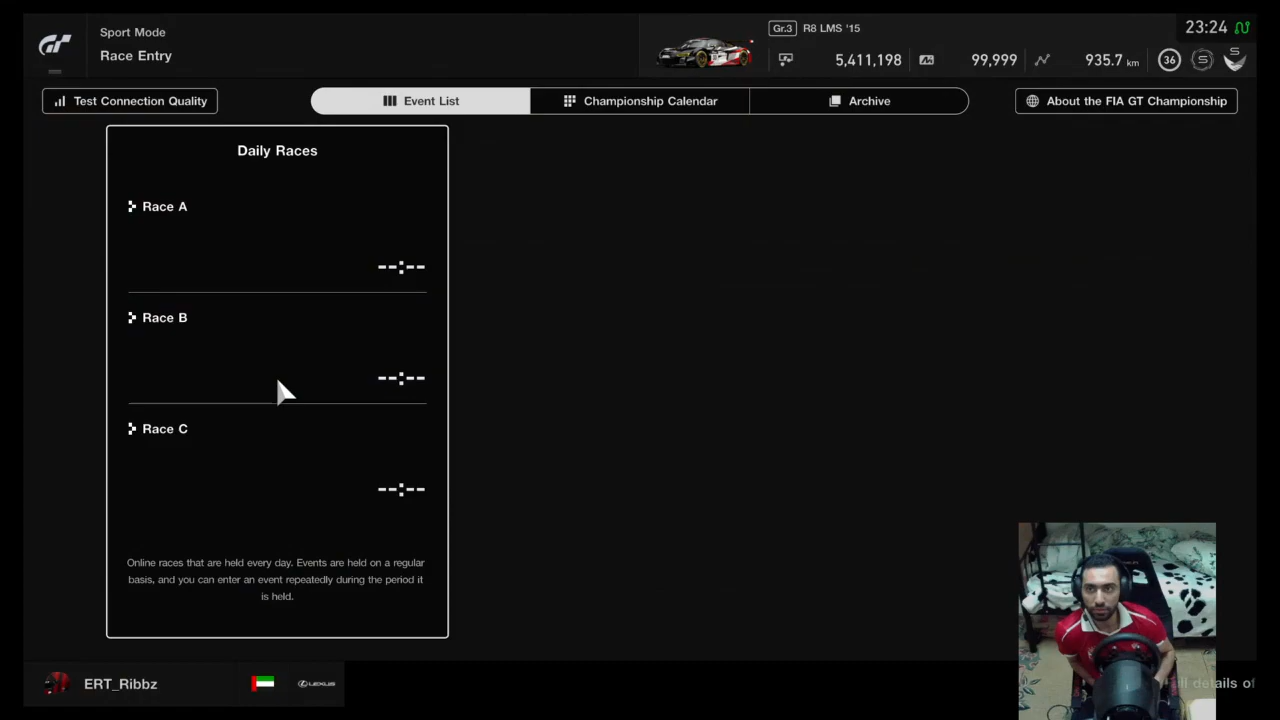 Sport Mode
Race Entry
Gr.3 R8 LMS '15
5,411,198
99,999
935.7 km
36
S
S
23:24
Test Connection Quality
Event List
Championship Calendar
Archive
About the FIA GT Championship
Daily Races
Race A
--:--
Race B
--:--
Race C
--:--
Online races that are held every day. Events are held on a regular
basis, and you can enter an event repeatedly during the period it
is held.
ERT_Ribbz
LEXUS
details of